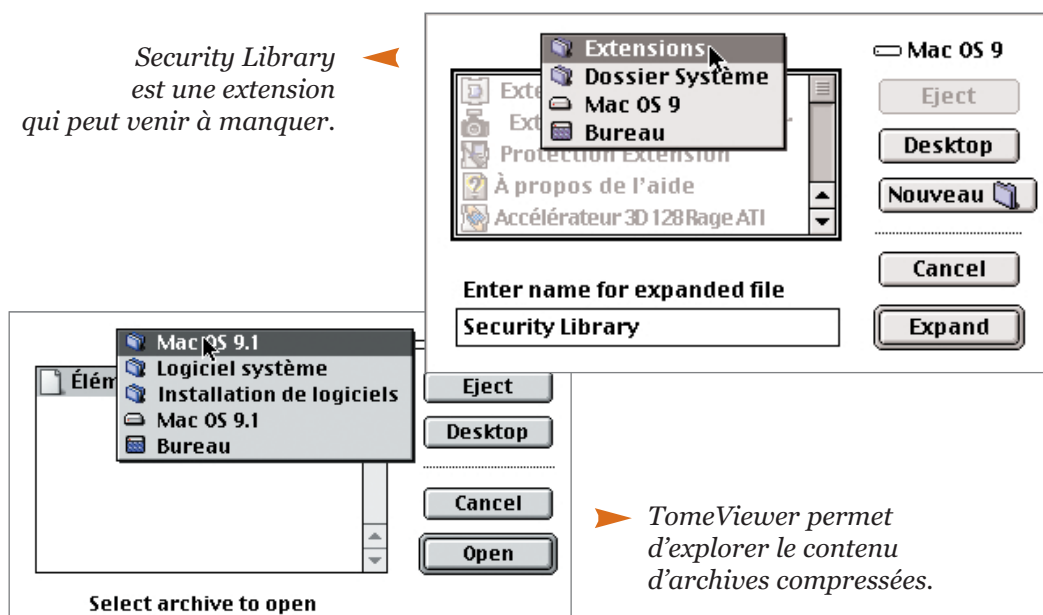 Security Library
est une extension
qui peut venir à manquer.
Extensions
Dossier Système
Mac OS 9
Bureau
Exte
Ext
Protection Extension
À propos de l'aide
Accélérateur 3D 128 Rage ATI
Mac OS 9
Eject
Desktop
Nouveau
Cancel
Expand
Enter name for expanded file
Security Library
Mac OS 9.1
Logiciel système
Installation de logiciels
Mac OS 9.1
Bureau
Élém
Eject
Desktop
Cancel
Open
Select archive to open
TomeViewer permet
d'explorer le contenu
d'archives compressées.